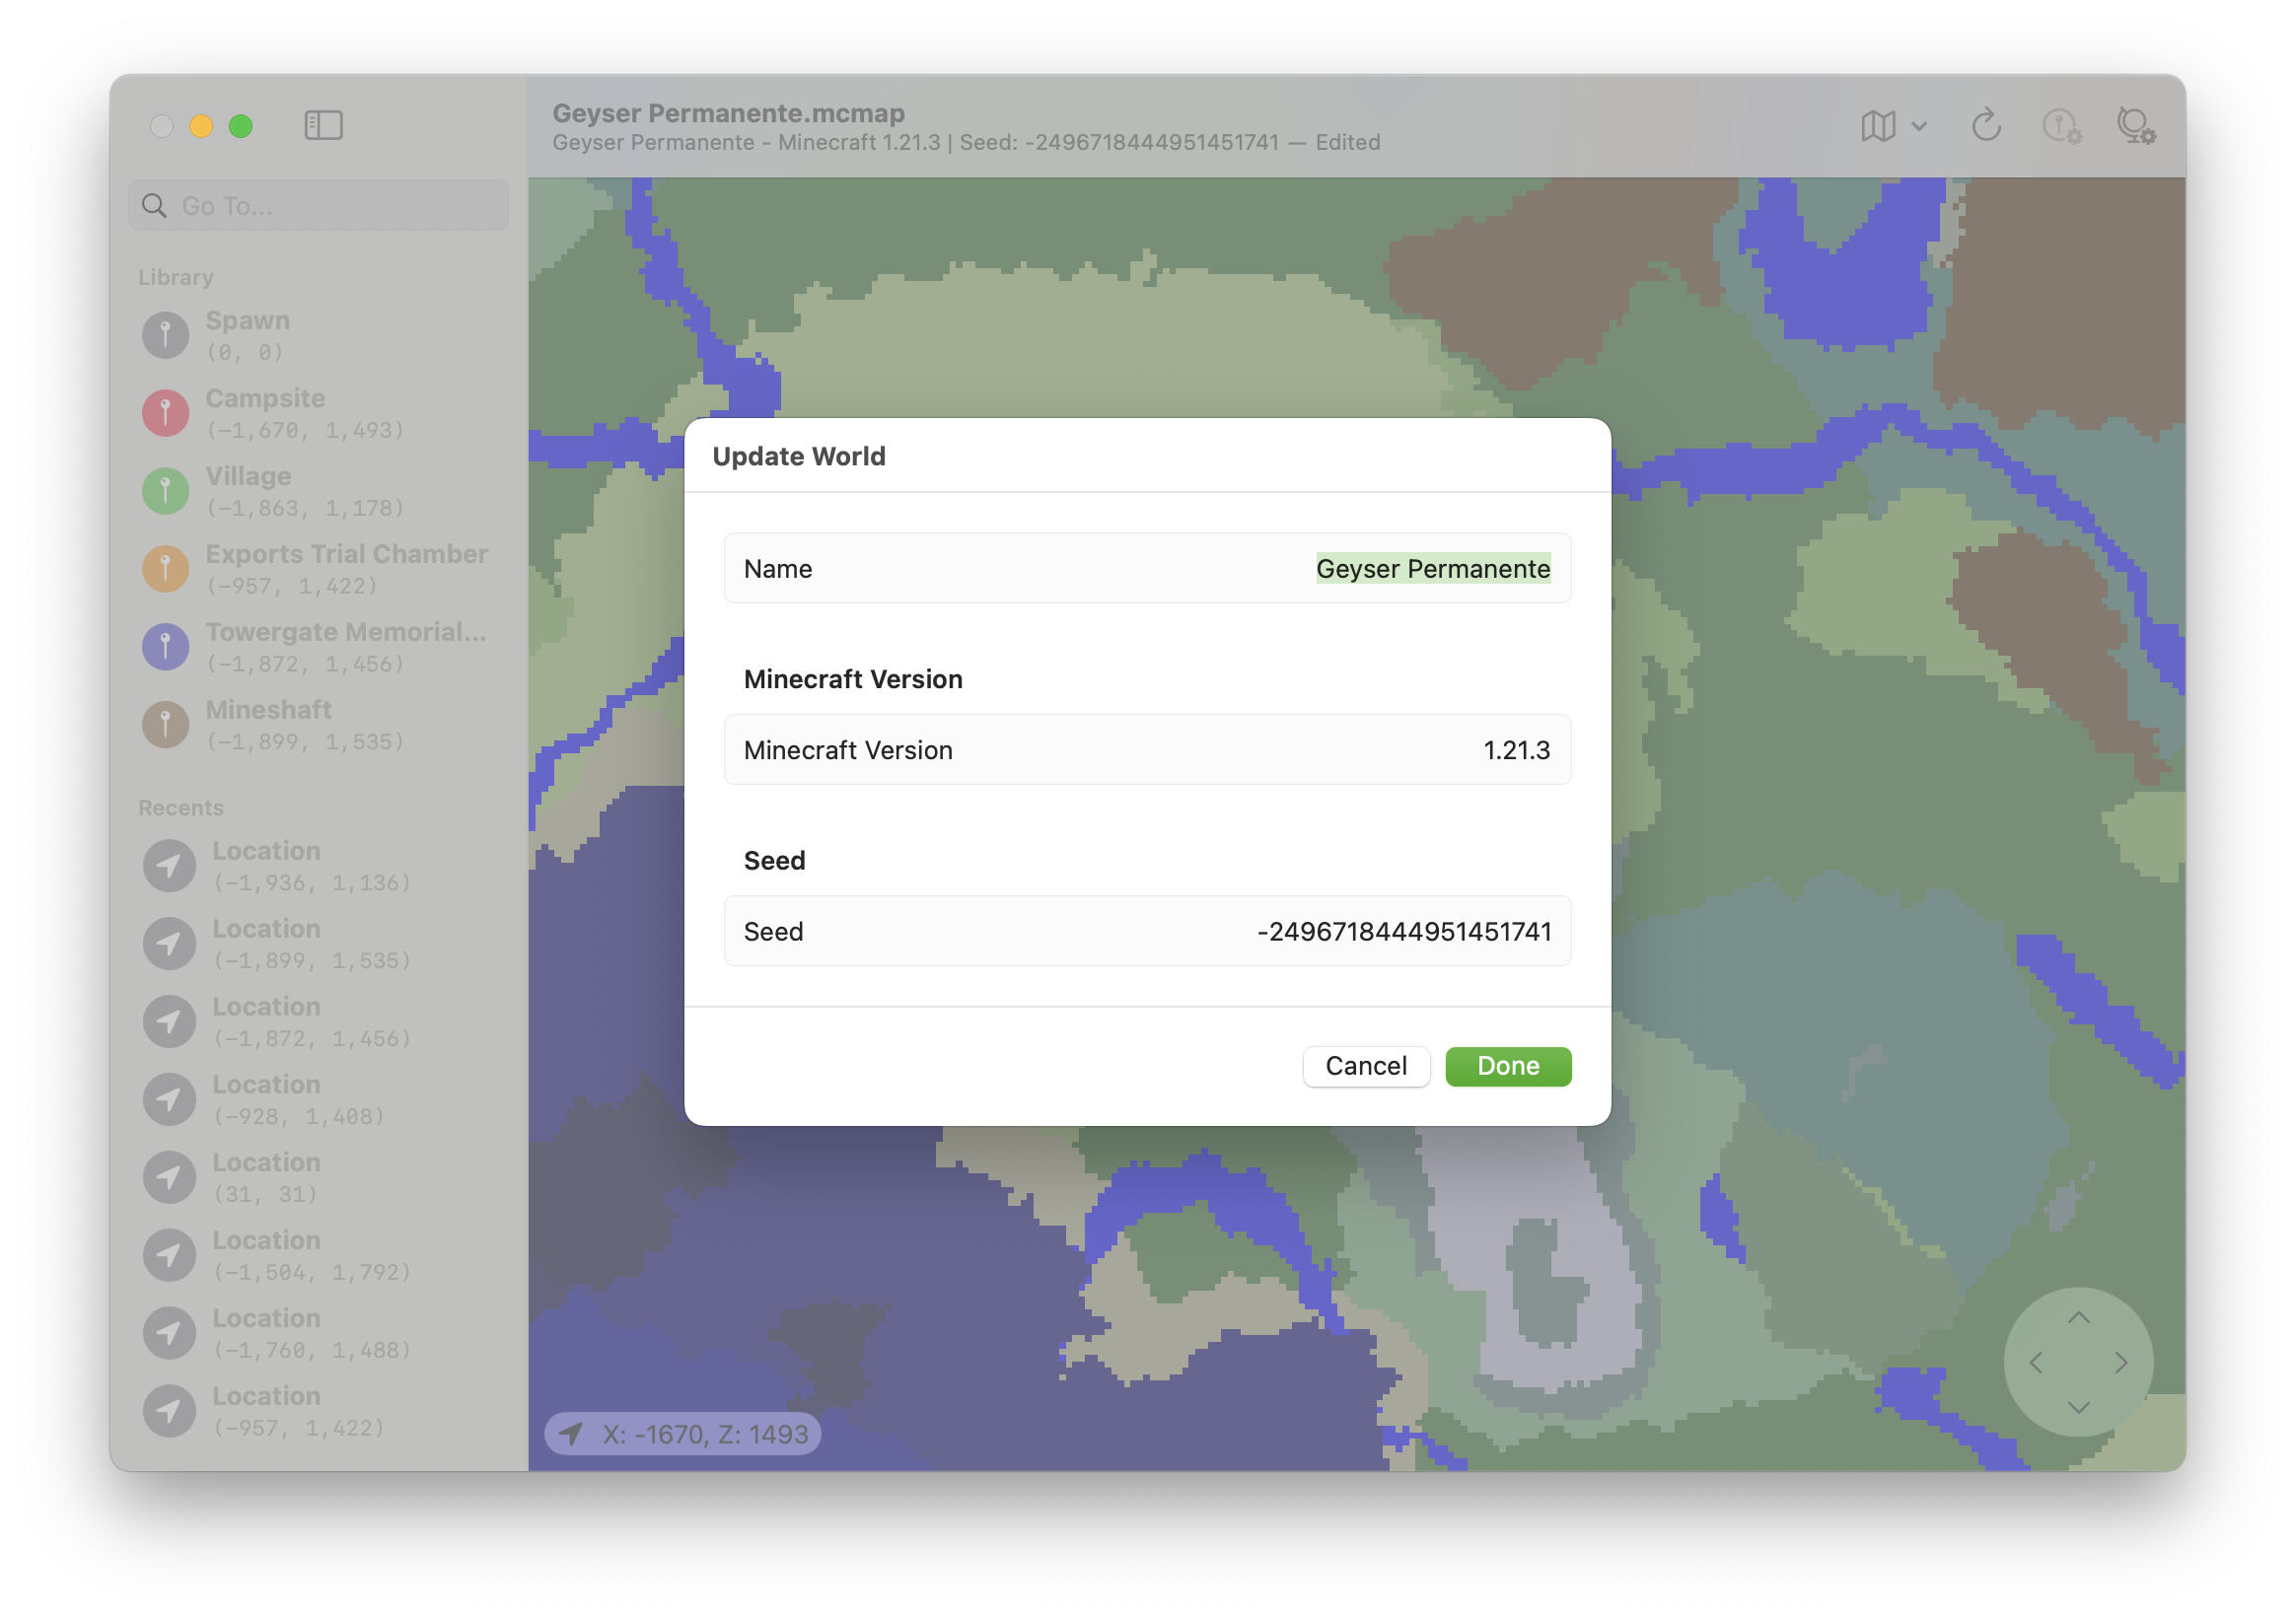 Geyser Permanente.mcmap
Geyser Permanente - Minecraft 1.21.3 | Seed: -2496718444951451741 — Edited
Go To...
Library
Spawn
(0, 0)
Campsite
(-1,670, 1,493)
Village
(-1,863, 1,178)
Exports Trial Chamber
(-957, 1,422)
Towergate Memorial...
(-1,872, 1,456)
Mineshaft
(-1,899, 1,535)
Recents
Location
(-1,936, 1,136)
Location
(-1,899, 1,535)
Location
(-1,872, 1,456)
Location
(-928, 1,408)
Location
(31, 31)
Location
(-1,504, 1,792)
Location
(-1,760, 1,488)
Location
(-957, 1,422)
Update World
Name Geyser Permanente
Minecraft Version
Minecraft Version 1.21.3
Seed
Seed -2496718444951451741
Cancel Done
X: -1670, Z: 1493